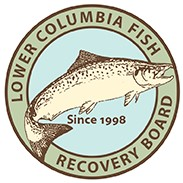 LOWER COLUMBIA FISH
Since 1998
RECOVERY BOARD